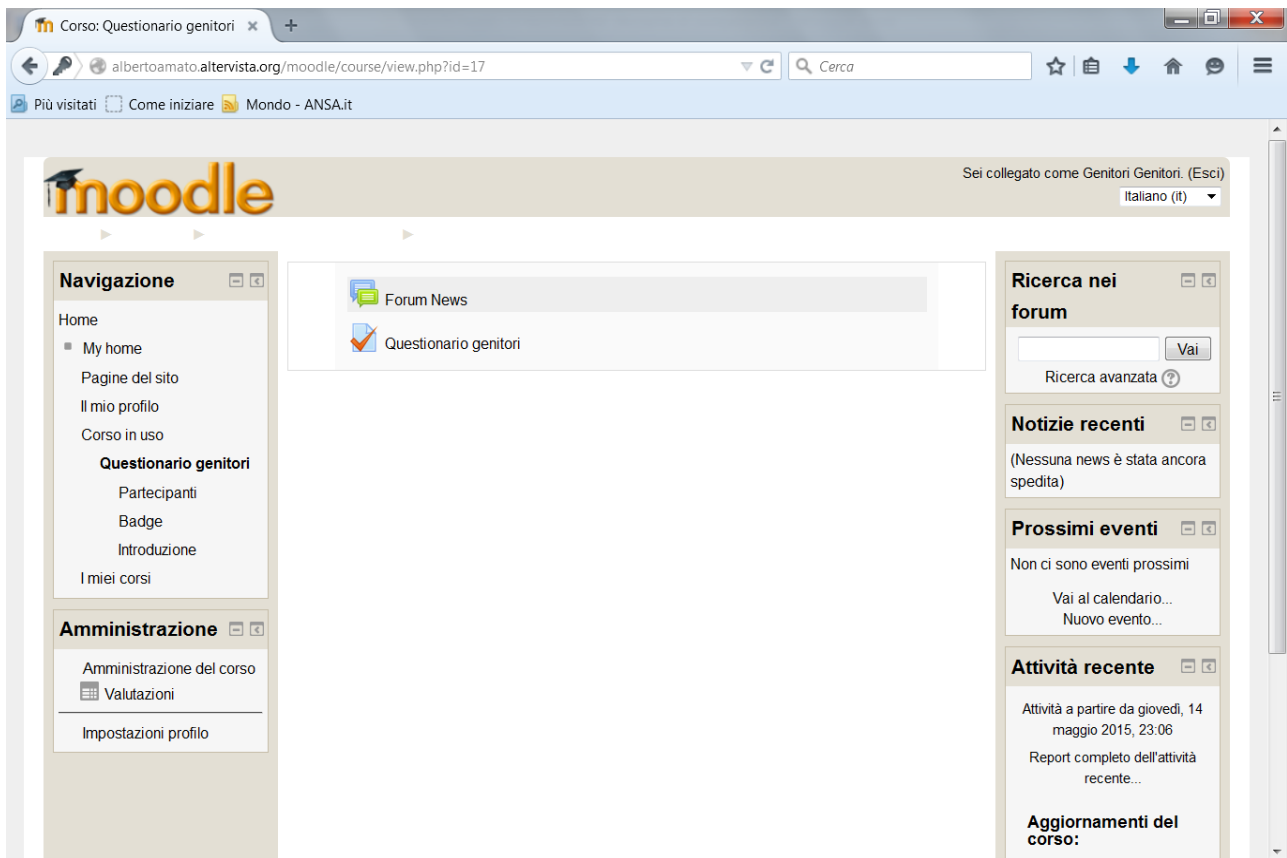 Corso: Questionario genitori
albertoamato.altervista.org/moodle/course/view.php?id=17
Cerca
Più visitati Come iniziare Mondo - ANSA.it
moodle
Sei collegato come Genitori Genitori. (Esci)
Italiano (it)
Navigazione
Home
My home
Pagine del sito
Il mio profilo
Corso in uso
Questionario genitori
Partecipanti
Badge
Introduzione
I miei corsi
Amministrazione
Amministrazione del corso
Valutazioni
Impostazioni profilo
Forum News
Questionario genitori
Ricerca nei
forum
Vai
Ricerca avanzata
Notizie recenti
(Nessuna news è stata ancora
spedita)
Prossimi eventi
Non ci sono eventi prossimi
Vai al calendario...
Nuovo evento...
Attività recente
Attività a partire da giovedì, 14
maggio 2015, 23:06
Report completo dell'attività
recente...
Aggiornamenti del
corso: